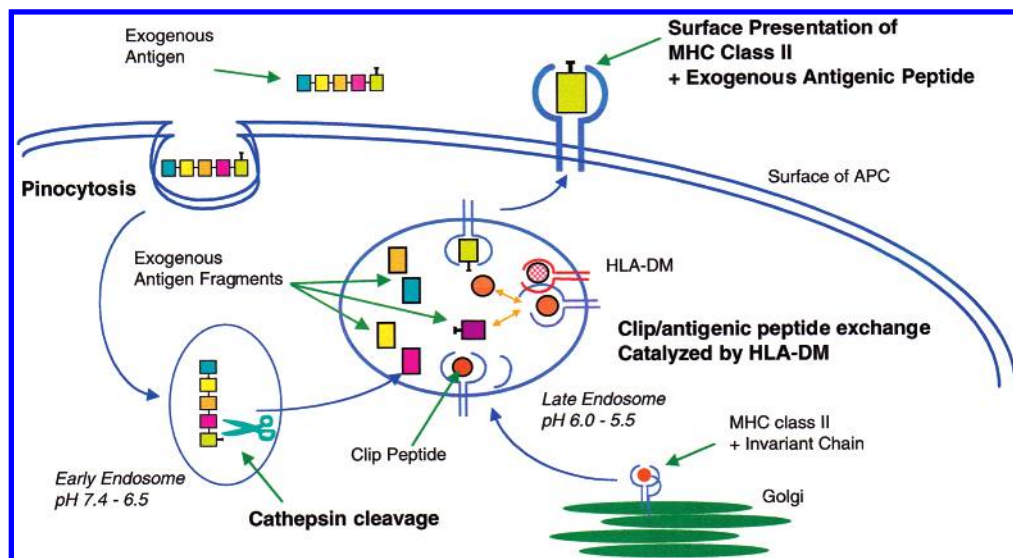 Exogenous
Antigen
Surface Presentation of
MHC Class II
+ Exogenous Antigenic Peptide
Pinocytosis
Surface of APC
Exogenous
Antigen Fragments
HLA-DM
Clip/antigenic peptide exchange
Catalyzed by HLA-DM
Late Endosome
pH 6.0 - 5.5
Clip Peptide
MHC class II
+ Invariant Chain
Early Endosome
pH 7.4 - 6.5
Cathepsin cleavage
Golgi